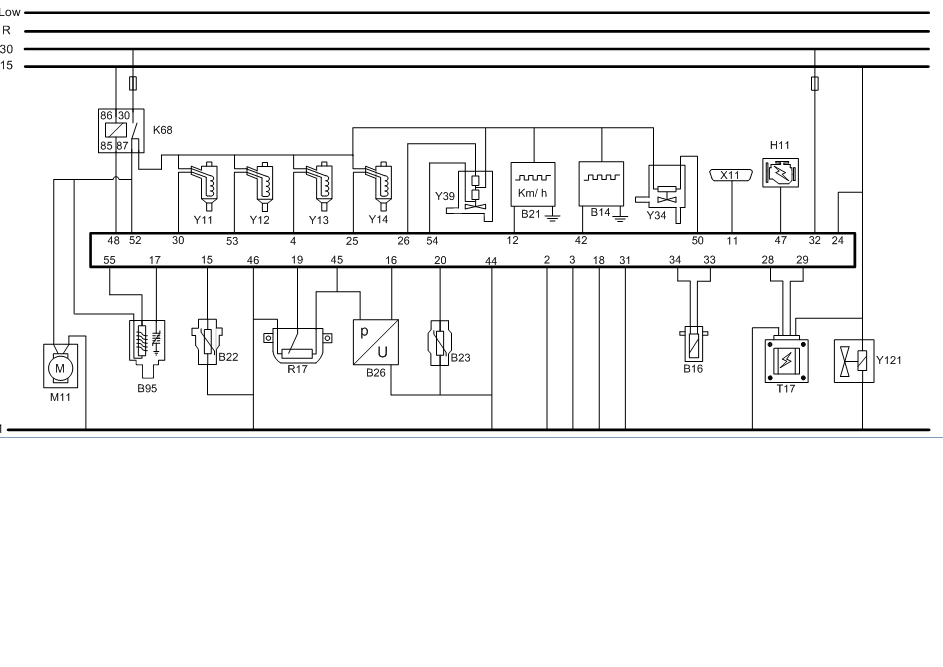 Low
R
30
15
86 30
85 87
K68
H11
X11
Km/ h
Y11
Y12
Y13
Y14
Y39
B21
B14
Y34
48 52 30 53 4 25 26 54 12 42 50 11 47 32 24
55 17 15 46 19 45 16 20 44 2 3 18 31 34 33 28 29
p
U
M
B22
B23
Y121
M11
B95
R17
B26
B16
T17